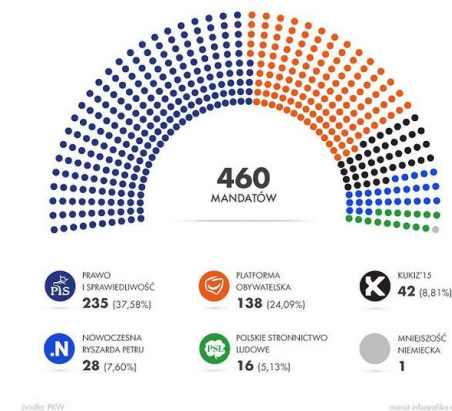 460
MANDATÓW
PRAWO
I SPRAWIEDLIWOŚĆ
235 (37,58%)
PLATFORMA
OBYWATELSKA
138 (24,09%)
KUKIZ'15
42 (8,81%)
NOWOCZESNA
RYSZARDA PETRU
28 (7,60%)
POLSKIE STRONNICTWO
LUDOWE
16 (5,13%)
MNIEJSZOŚĆ
NIEMIECKA
1
PiS
K
.N
PSL
źródło: PKW